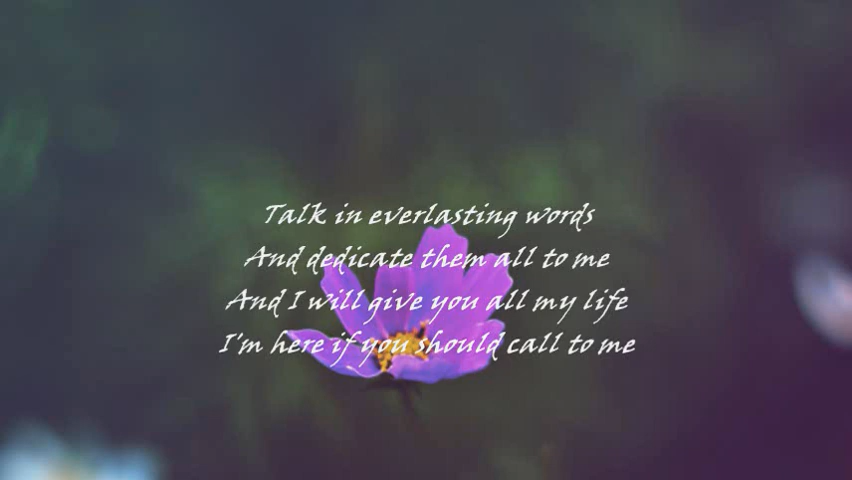 Talk in everlasting words
And dedicate them all to me
And I will give you all my life
I'm here if you should call to me